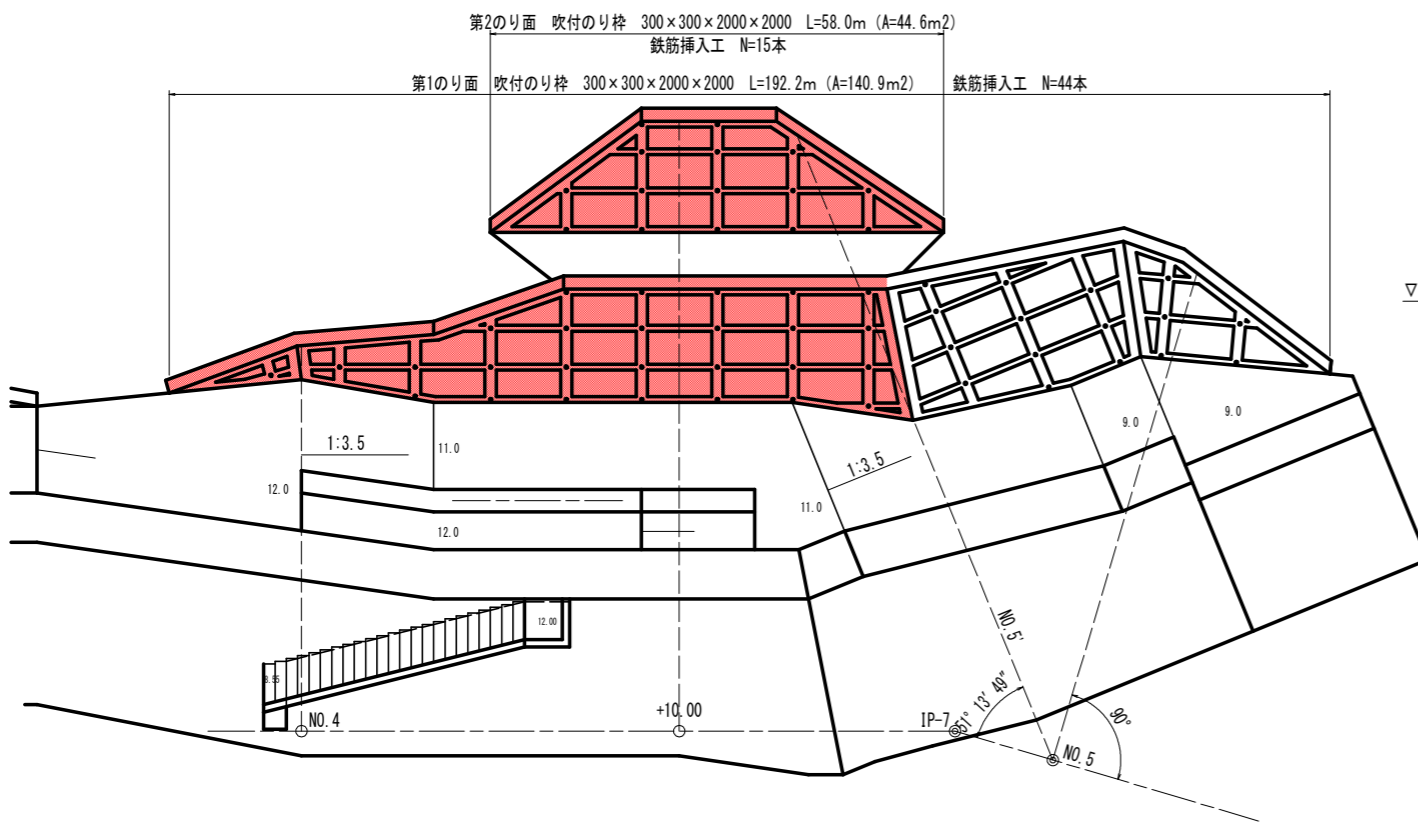 第2のり面 吹付のり枠 300×300×2000×2000 L=58.0m (A=44.6m2)
鉄筋挿入工 N=15本
第1のり面 吹付のり枠 300×300×2000×2000 L=192.2m (A=140.9m2) 鉄筋挿入工 N=44本
1:3.5
11.0
12.0
12.0
1:3.5
11.0
9.0
9.0
12.00
8.55
NO.4
+10.00
IP-7
51° 13′ 49″
NO.5'
NO.5
90°